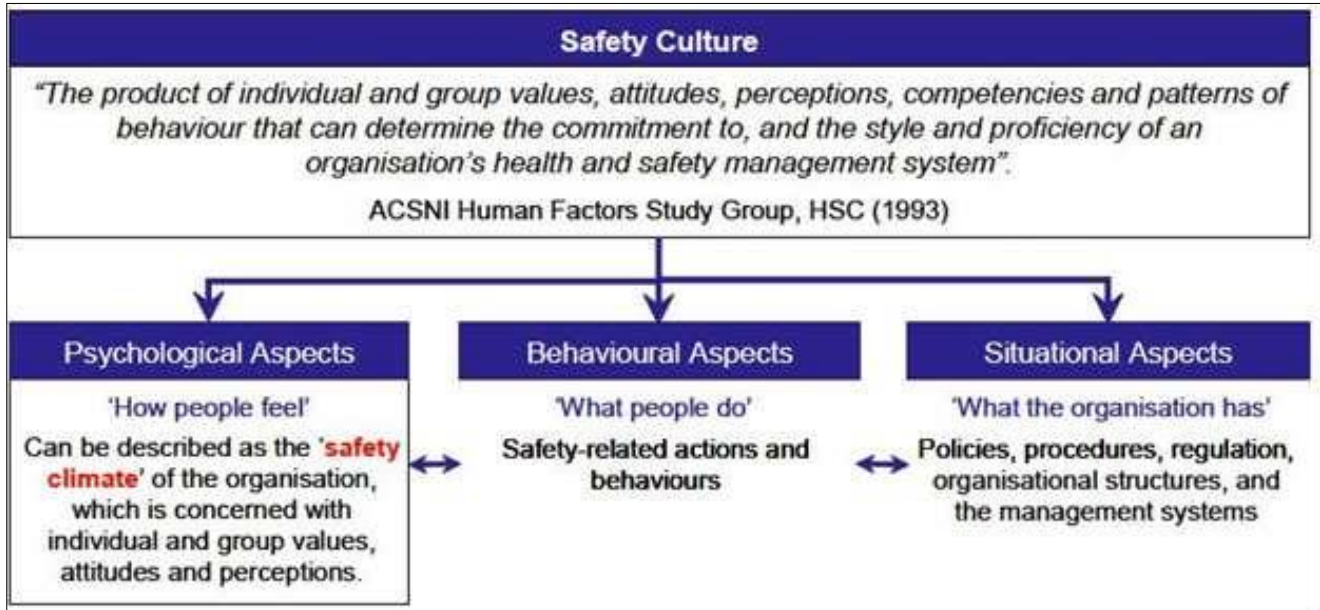 Safety Culture
“The product of individual and group values, attitudes, perceptions, competencies and patterns of
behaviour that can determine the commitment to, and the style and proficiency of an
organisation’s health and safety management system”.
ACSNI Human Factors Study Group, HSC (1993)
Psychological Aspects
'How people feel'
Can be described as the 'safety
climate' of the organisation,
which is concerned with
individual and group values,
attitudes and perceptions.
Behavioural Aspects
'What people do'
Safety-related actions and
behaviours
Situational Aspects
'What the organisation has'
Policies, procedures, regulation,
organisational structures, and
the management systems